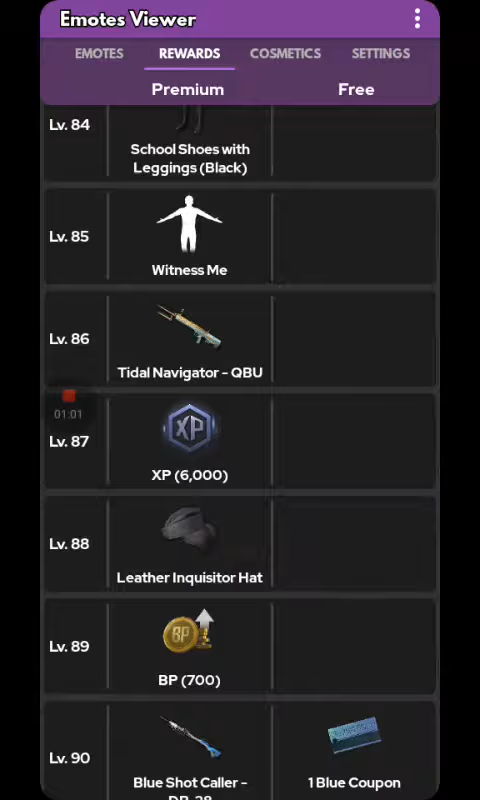 Emotes Viewer
EMOTES REWARDS COSMETICS SETTINGS
Premium Free
Lv. 84
School Shoes with
Leggings (Black)
Lv. 85
Witness Me
Lv. 86
Tidal Navigator - QBU
01:01
Lv. 87
XP
XP (6,000)
Lv. 88
Leather Inquisitor Hat
Lv. 89
BP
BP (700)
Lv. 90
Blue Shot Caller - 1 Blue Coupon